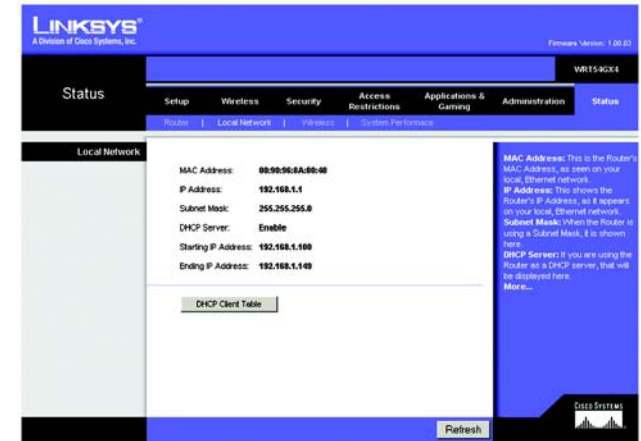 LINKSYS®
A Division of Cisco Systems, Inc.
Firmware Version: 1.00.03
WRT54GX4
Status
Setup Wireless Security Access Restrictions Applications & Gaming Administration Status
Router | Local Network | Wireless | System Performace
Local Network
MAC Address: 00:90:96:8A:80:40
IP Address: 192.168.1.1
Subnet Mask: 255.255.255.0
DHCP Server: Enable
Starting IP Address: 192.168.1.100
Ending IP Address: 192.168.1.149
DHCP Client Table
MAC Address: This is the Router's
MAC Address, as seen on your
local, Ethernet network.
IP Address: This shows the
Router's IP Address, as it appears
on your local, Ethernet network.
Subnet Mask: When the Router is
using a Subnet Mask, it is shown
here.
DHCP Server: If you are using the
Router as a DHCP server, that will
be displayed here.
More...
Refresh
CISCO SYSTEMS